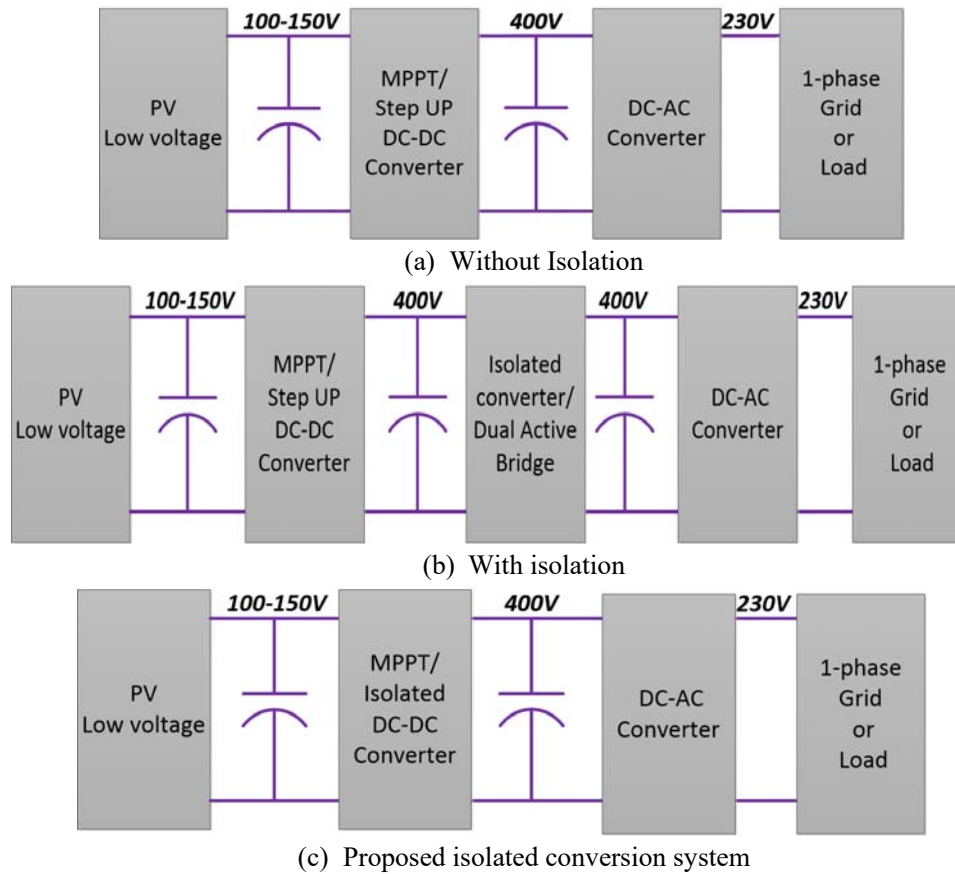 100-150V 400V 230V
PV
Low voltage
MPPT/
Step UP
DC-DC
Converter
DC-AC
Converter
1-phase
Grid
or
Load
(a) Without Isolation
100-150V 400V 400V 230V
PV
Low voltage
MPPT/
Step UP
DC-DC
Converter
Isolated
converter/
Dual Active
Bridge
DC-AC
Converter
1-phase
Grid
or
Load
(b) With isolation
100-150V 400V 230V
PV
Low voltage
MPPT/
Isolated
DC-DC
Converter
DC-AC
Converter
1-phase
Grid
or
Load
(c) Proposed isolated conversion system